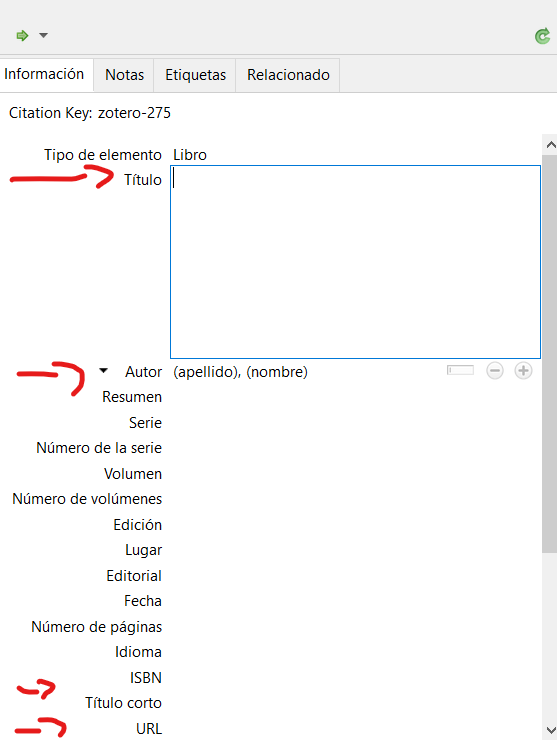 Información Notas Etiquetas Relacionado
Citation Key: zotero-275
Tipo de elemento Libro
Título
Autor (apellido), (nombre)
Resumen
Serie
Número de la serie
Volumen
Número de volúmenes
Edición
Lugar
Editorial
Fecha
Número de páginas
Idioma
ISBN
Título corto
URL